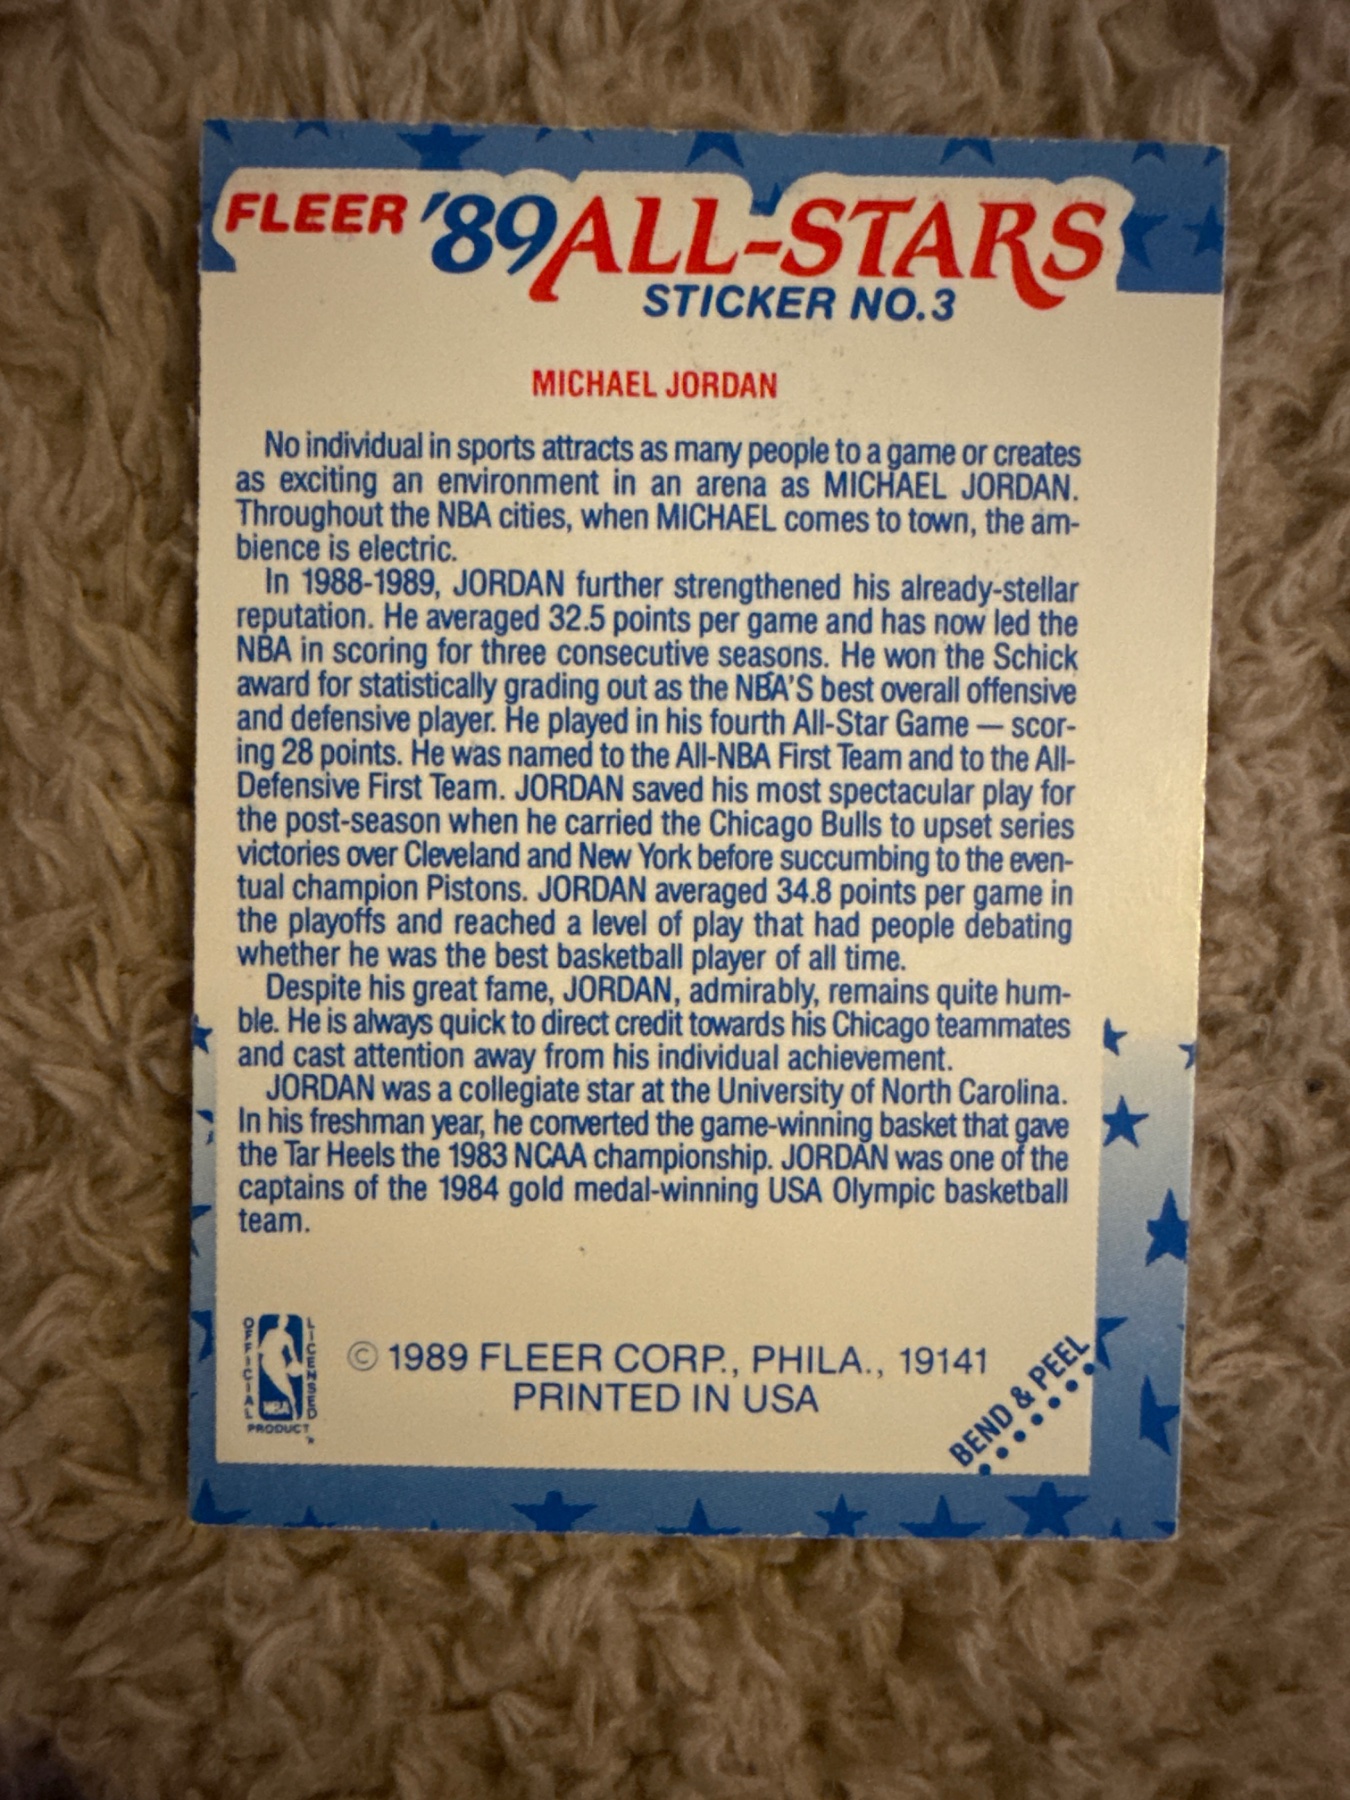 FLEER '89 ALL-STARS
STICKER NO.3
MICHAEL JORDAN
No individual in sports attracts as many people to a game or creates
as exciting an environment in an arena as MICHAEL JORDAN.
Throughout the NBA cities, when MICHAEL comes to town, the am-
bience is electric.
In 1988-1989, JORDAN further strengthened his already-stellar
reputation. He averaged 32.5 points per game and has now led the
NBA in scoring for three consecutive seasons. He won the Schick
award for statistically grading out as the NBA'S best overall offensive
and defensive player. He played in his fourth All-Star Game — scor-
ing 28 points. He was named to the All-NBA First Team and to the All-
Defensive First Team. JORDAN saved his most spectacular play for
the post-season when he carried the Chicago Bulls to upset series
victories over Cleveland and New York before succumbing to the even-
tual champion Pistons. JORDAN averaged 34.8 points per game in
the playoffs and reached a level of play that had people debating
whether he was the best basketball player of all time.
Despite his great fame, JORDAN, admirably, remains quite hum-
ble. He is always quick to direct credit towards his Chicago teammates
and cast attention away from his individual achievement.
JORDAN was a collegiate star at the University of North Carolina.
In his freshman year, he converted the game-winning basket that gave
the Tar Heels the 1983 NCAA championship. JORDAN was one of the
captains of the 1984 gold medal-winning USA Olympic basketball
team.
OFFICIAL LICENSED
NBA
PRODUCT
© 1989 FLEER CORP., PHILA., 19141
PRINTED IN USA
BEND & PEEL